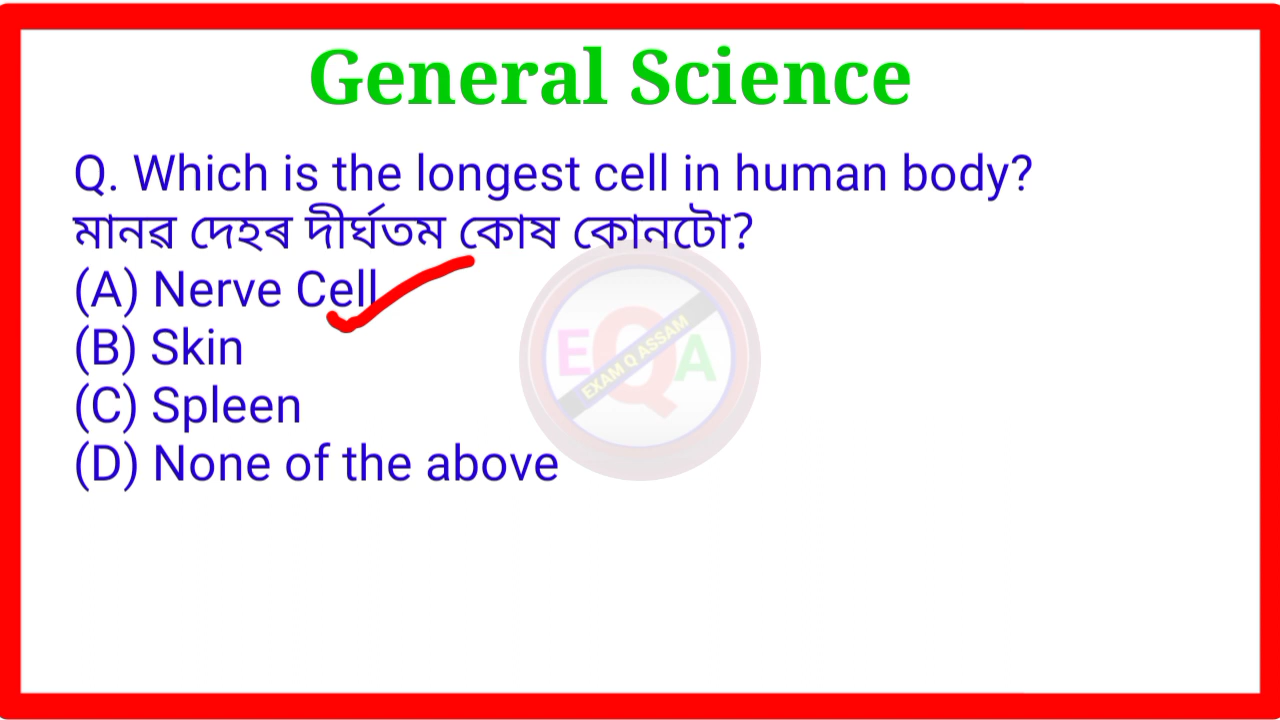 General Science
Q. Which is the longest cell in human body?
মানৱ দেহৰ দীৰ্ঘতম কোষ কোনটো?
(A) Nerve Cell
(B) Skin
(C) Spleen
(D) None of the above
EQA
EXAM Q ASSAM